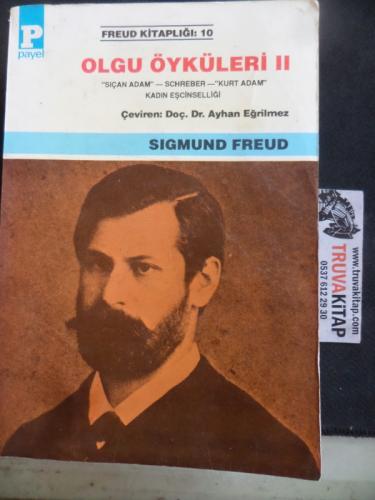 P
payel
FREUD KİTAPLIĞI: 10
OLGU ÖYKÜLERİ II
"SIÇAN ADAM" — SCHREBER —"KURT ADAM"
KADIN EŞCİNSELLİĞİ
Çeviren: Doç. Dr. Ayhan Eğrilmez
SIGMUND FREUD
www.truvakitap.com
TRUVAKİTAP
0537 612 29 30